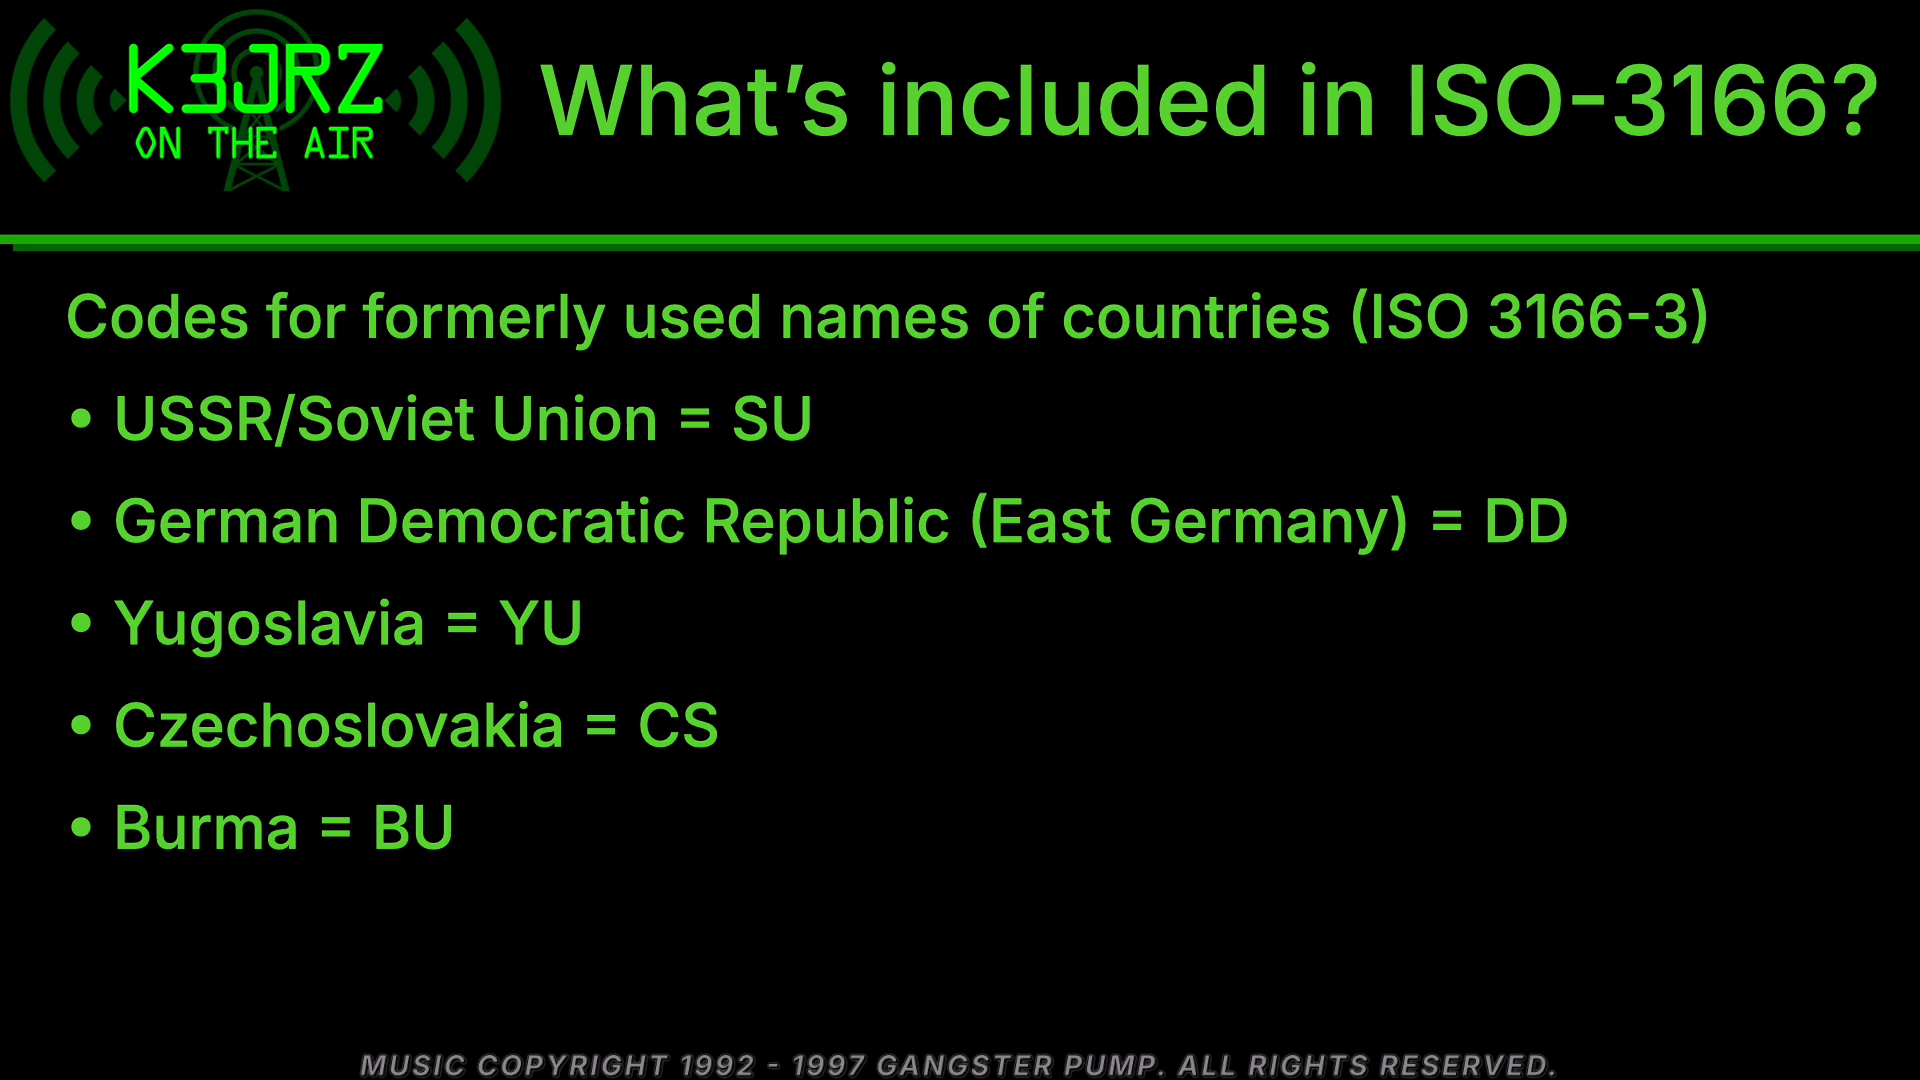 K3JRZ
ON THE AIR
What’s included in ISO-3166?
Codes for formerly used names of countries (ISO 3166-3)
• USSR/Soviet Union = SU
• German Democratic Republic (East Germany) = DD
• Yugoslavia = YU
• Czechoslovakia = CS
• Burma = BU
MUSIC COPYRIGHT 1992 - 1997 GANGSTER PUMP. ALL RIGHTS RESERVED.